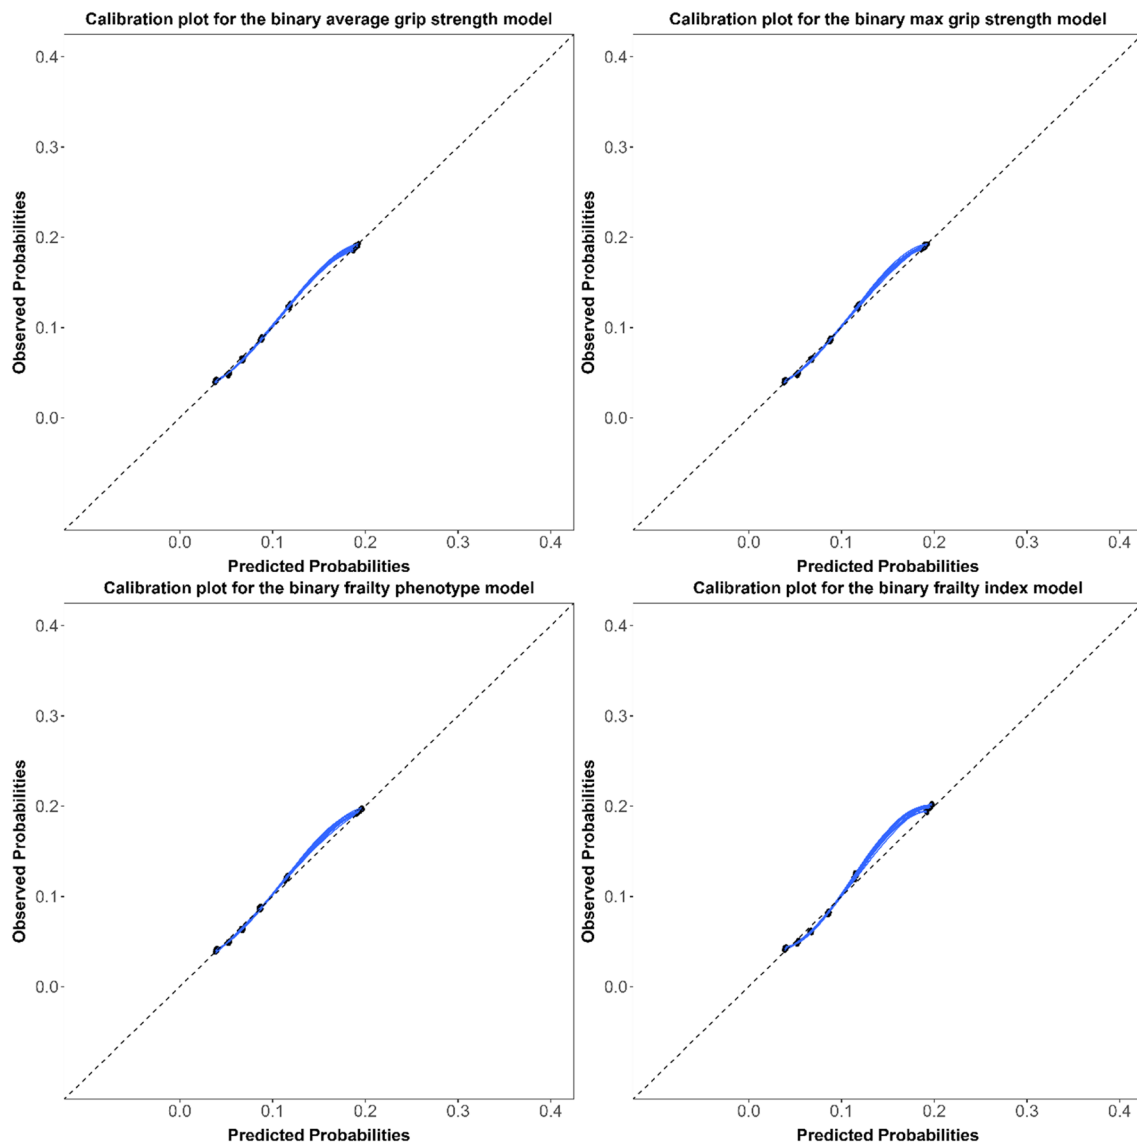 Calibration plot for the binary average grip strength model
0.4
0.3
0.2
0.1
0.0
Observed Probabilities
0.0 0.1 0.2 0.3 0.4
Predicted Probabilities
Calibration plot for the binary max grip strength model
0.4
0.3
0.2
0.1
0.0
Observed Probabilities
0.0 0.1 0.2 0.3 0.4
Predicted Probabilities
Calibration plot for the binary frailty phenotype model
0.4
0.3
0.2
0.1
0.0
Observed Probabilities
0.0 0.1 0.2 0.3 0.4
Predicted Probabilities
Calibration plot for the binary frailty index model
0.4
0.3
0.2
0.1
0.0
Observed Probabilities
0.0 0.1 0.2 0.3 0.4
Predicted Probabilities